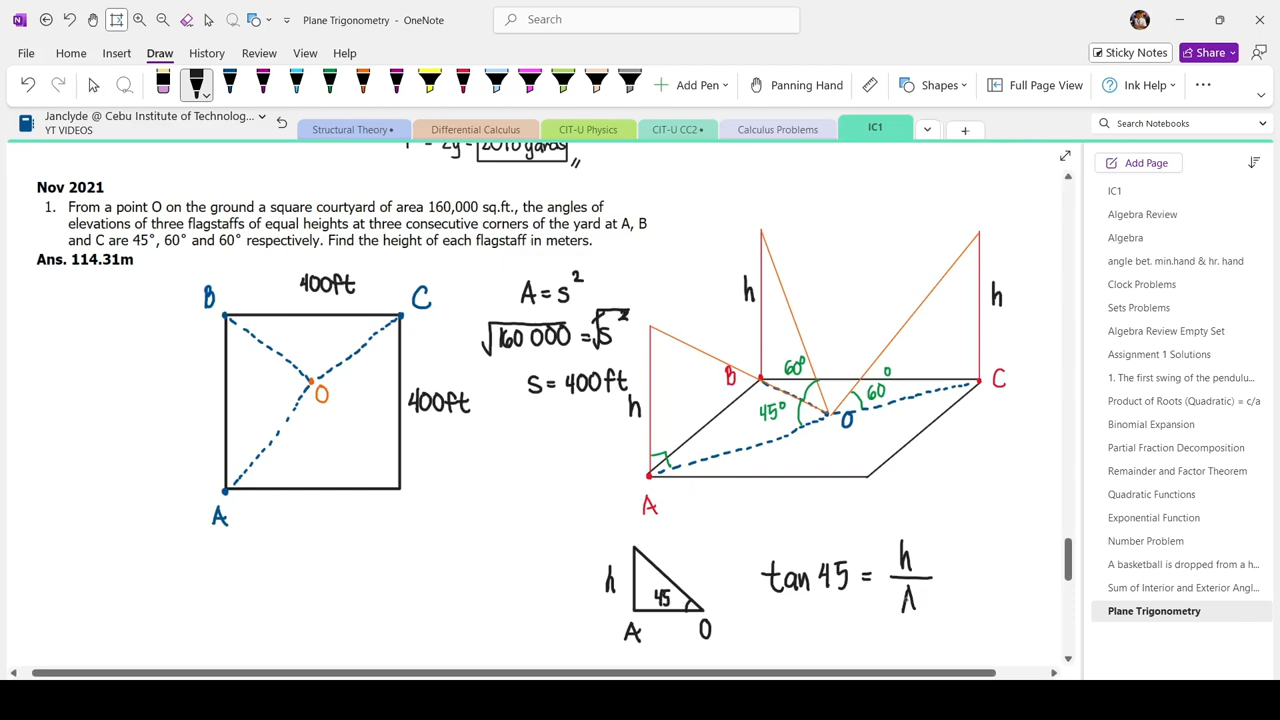 Plane Trigonometry - OneNote
Search
File Home Insert Draw History Review View Help
Sticky Notes
Share
Add Pen
Panning Hand
Shapes
Full Page View
Ink Help
Janclyde @ Cebu Institute of Technolog...
YT VIDEOS
Structural Theory
Differential Calculus
CIT-U Physics
CIT-U CC2
Calculus Problems
IC1
Search Notebooks
Add Page
IC1
Algebra Review
Algebra
angle bet. min.hand & hr. hand
Clock Problems
Sets Problems
Algebra Review Empty Set
Assignment 1 Solutions
1. The first swing of the pendulu...
Product of Roots (Quadratic) = c/a
Binomial Expansion
Partial Fraction Decomposition
Remainder and Factor Theorem
Quadratic Functions
Exponential Function
Number Problem
A basketball is dropped from a h...
Sum of Interior and Exterior Angl...
Plane Trigonometry
Nov 2021
1. From a point O on the ground a square courtyard of area 160,000 sq.ft., the angles of
elevations of three flagstaffs of equal heights at three consecutive corners of the yard at A, B
and C are 45°, 60° and 60° respectively. Find the height of each flagstaff in meters.
Ans. 114.31m
400ft
B
C
O
400ft
A
A = s²
√160 000 = √s²
s = 400ft
h
h
h
B
60°
60°
C
45°
O
A
h
45
A
O
tan 45 = h